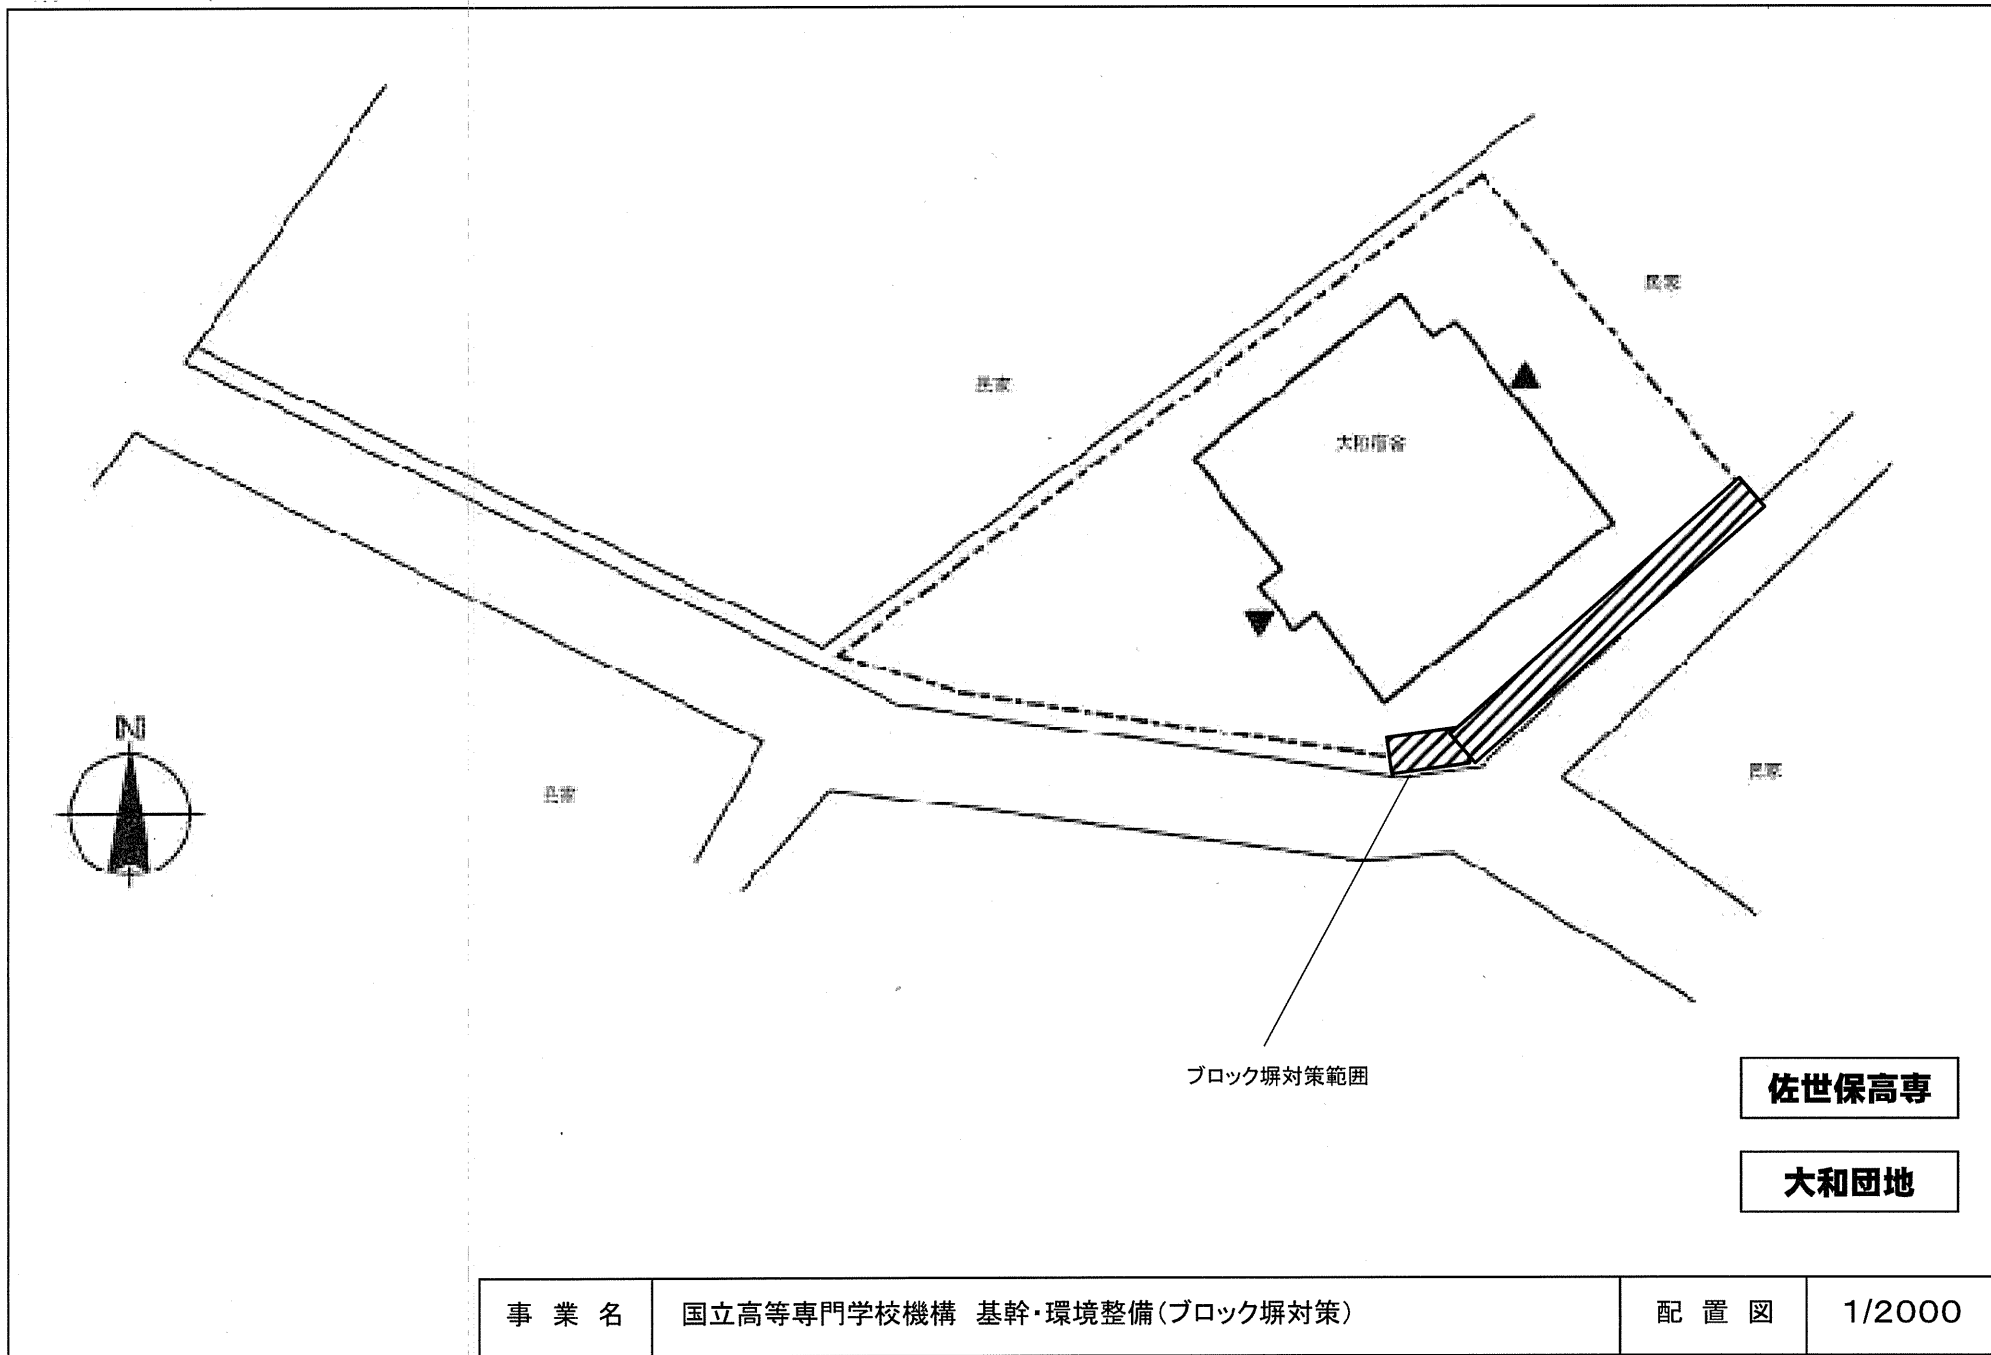 民家
民家
大和宿舎
N
民家
民家
ブロック塀対策範囲
佐世保高専
大和団地
事業名
国立高等専門学校機構 基幹・環境整備(ブロック塀対策)
配置図
1/2000